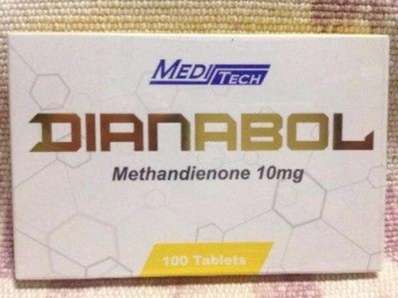 MEDITECH
DIANABOL
Methandienone 10mg
100 Tablets